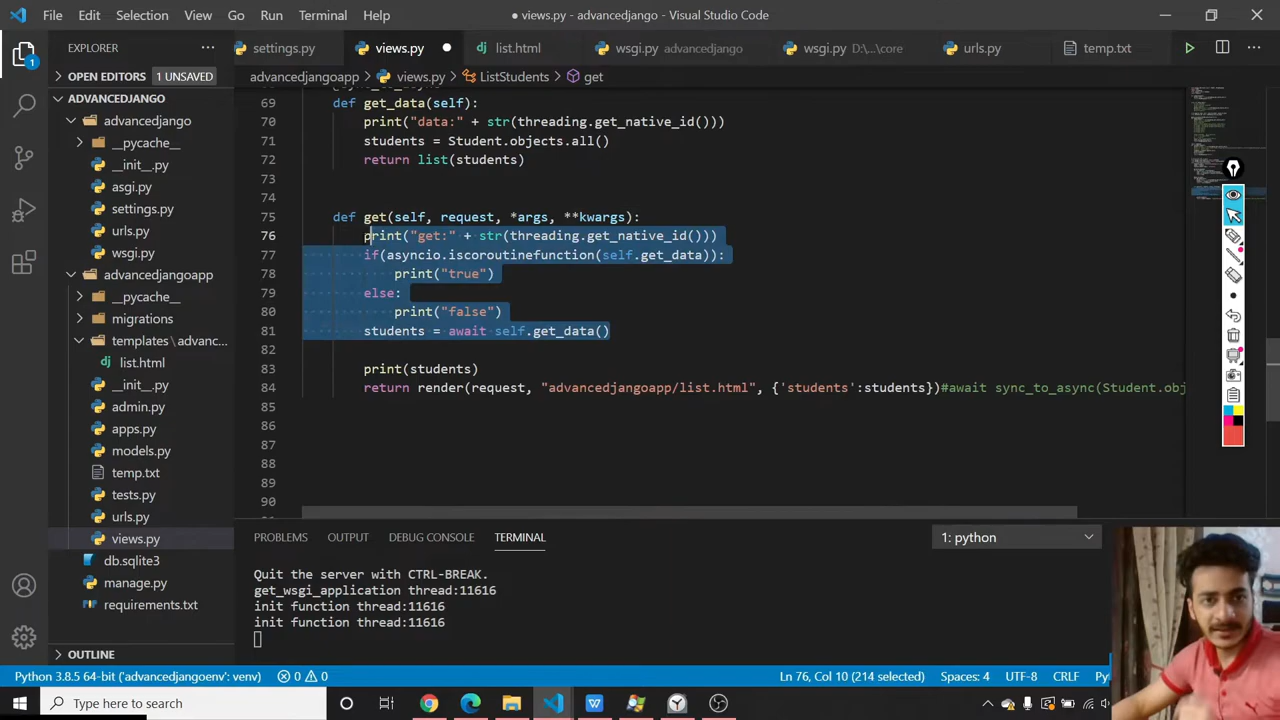 File Edit Selection View Go Run Terminal Help
● views.py - advancedjango - Visual Studio Code
EXPLORER
settings.py views.py list.html wsgi.py advancedjango wsgi.py D:\...\core urls.py temp.txt
OPEN EDITORS 1 UNSAVED
advancedjangoapp > views.py > ListStudents > get
ADVANCEDJANGO
advancedjango
__pycache__
__init__.py
asgi.py
settings.py
urls.py
wsgi.py
advancedjangoapp
__pycache__
migrations
templates \ advanc...
list.html
__init__.py
admin.py
apps.py
models.py
temp.txt
tests.py
urls.py
views.py
db.sqlite3
manage.py
requirements.txt
OUTLINE
69 def get_data(self):
70 print("data:" + str(threading.get_native_id()))
71 students = Student.objects.all()
72 return list(students)
73
74
75 def get(self, request, *args, **kwargs):
76 print("get:" + str(threading.get_native_id()))
77 if(asyncio.iscoroutinefunction(self.get_data)):
78 print("true")
79 else:
80 print("false")
81 students = await self.get_data()
82
83 print(students)
84 return render(request, "advancedjangoapp/list.html", {'students':students})#await sync_to_async(Student.obj
85
86
87
88
89
90
PROBLEMS OUTPUT DEBUG CONSOLE TERMINAL
1: python
Quit the server with CTRL-BREAK.
get_wsgi_application thread:11616
init function thread:11616
init function thread:11616
Python 3.8.5 64-bit ('advancedjangoenv': venv) 0 0 Ln 76, Col 10 (214 selected) Spaces: 4 UTF-8 CRLF Py
Type here to search